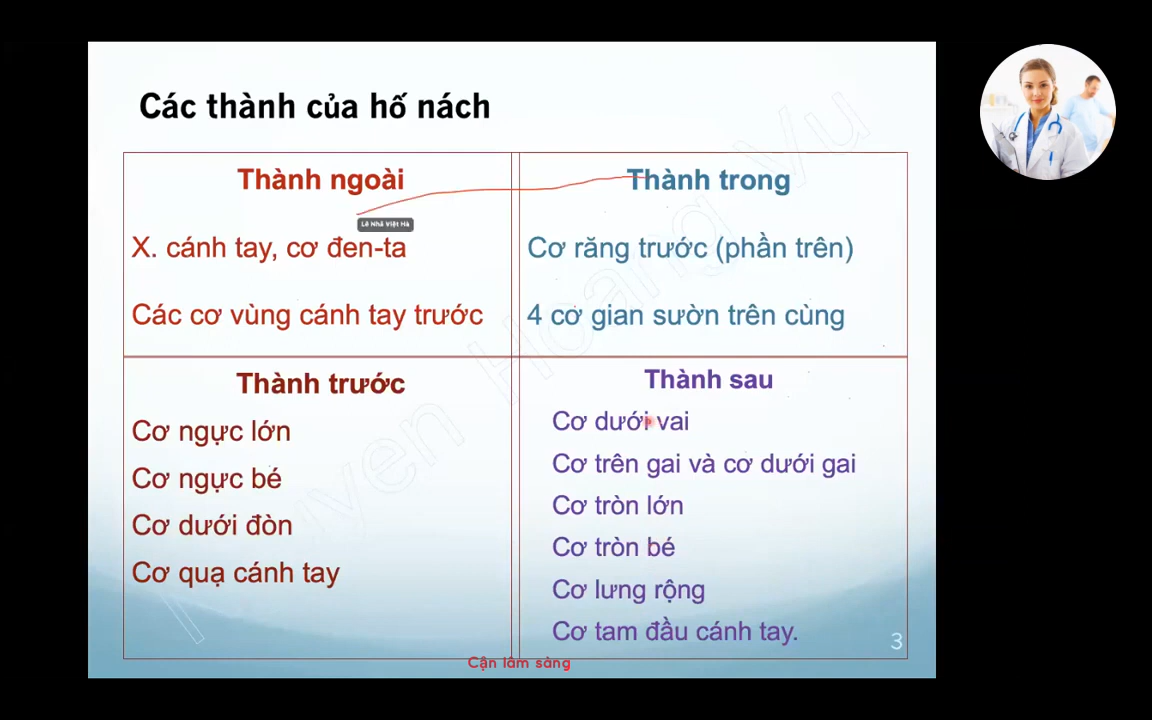 Các thành của hố nách
Thành ngoài
Lê Nhã Việt Hà
X. cánh tay, cơ đen-ta
Các cơ vùng cánh tay trước
Thành trong
Cơ răng trước (phần trên)
4 cơ gian sườn trên cùng
Thành trước
Cơ ngực lớn
Cơ ngực bé
Cơ dưới đòn
Cơ quạ cánh tay
Thành sau
Cơ dưới vai
Cơ trên gai và cơ dưới gai
Cơ tròn lớn
Cơ tròn bé
Cơ lưng rộng
Cơ tam đầu cánh tay.
3
Cận lâm sàng